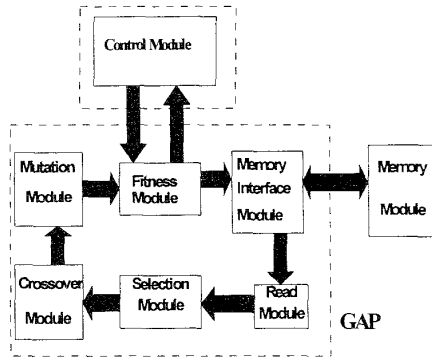 Control Module
Mutation
Module
Fitness
Module
Memory
Interface
Module
Memory
Module
Crossover
Module
Selection
Module
Read
Module
GAP